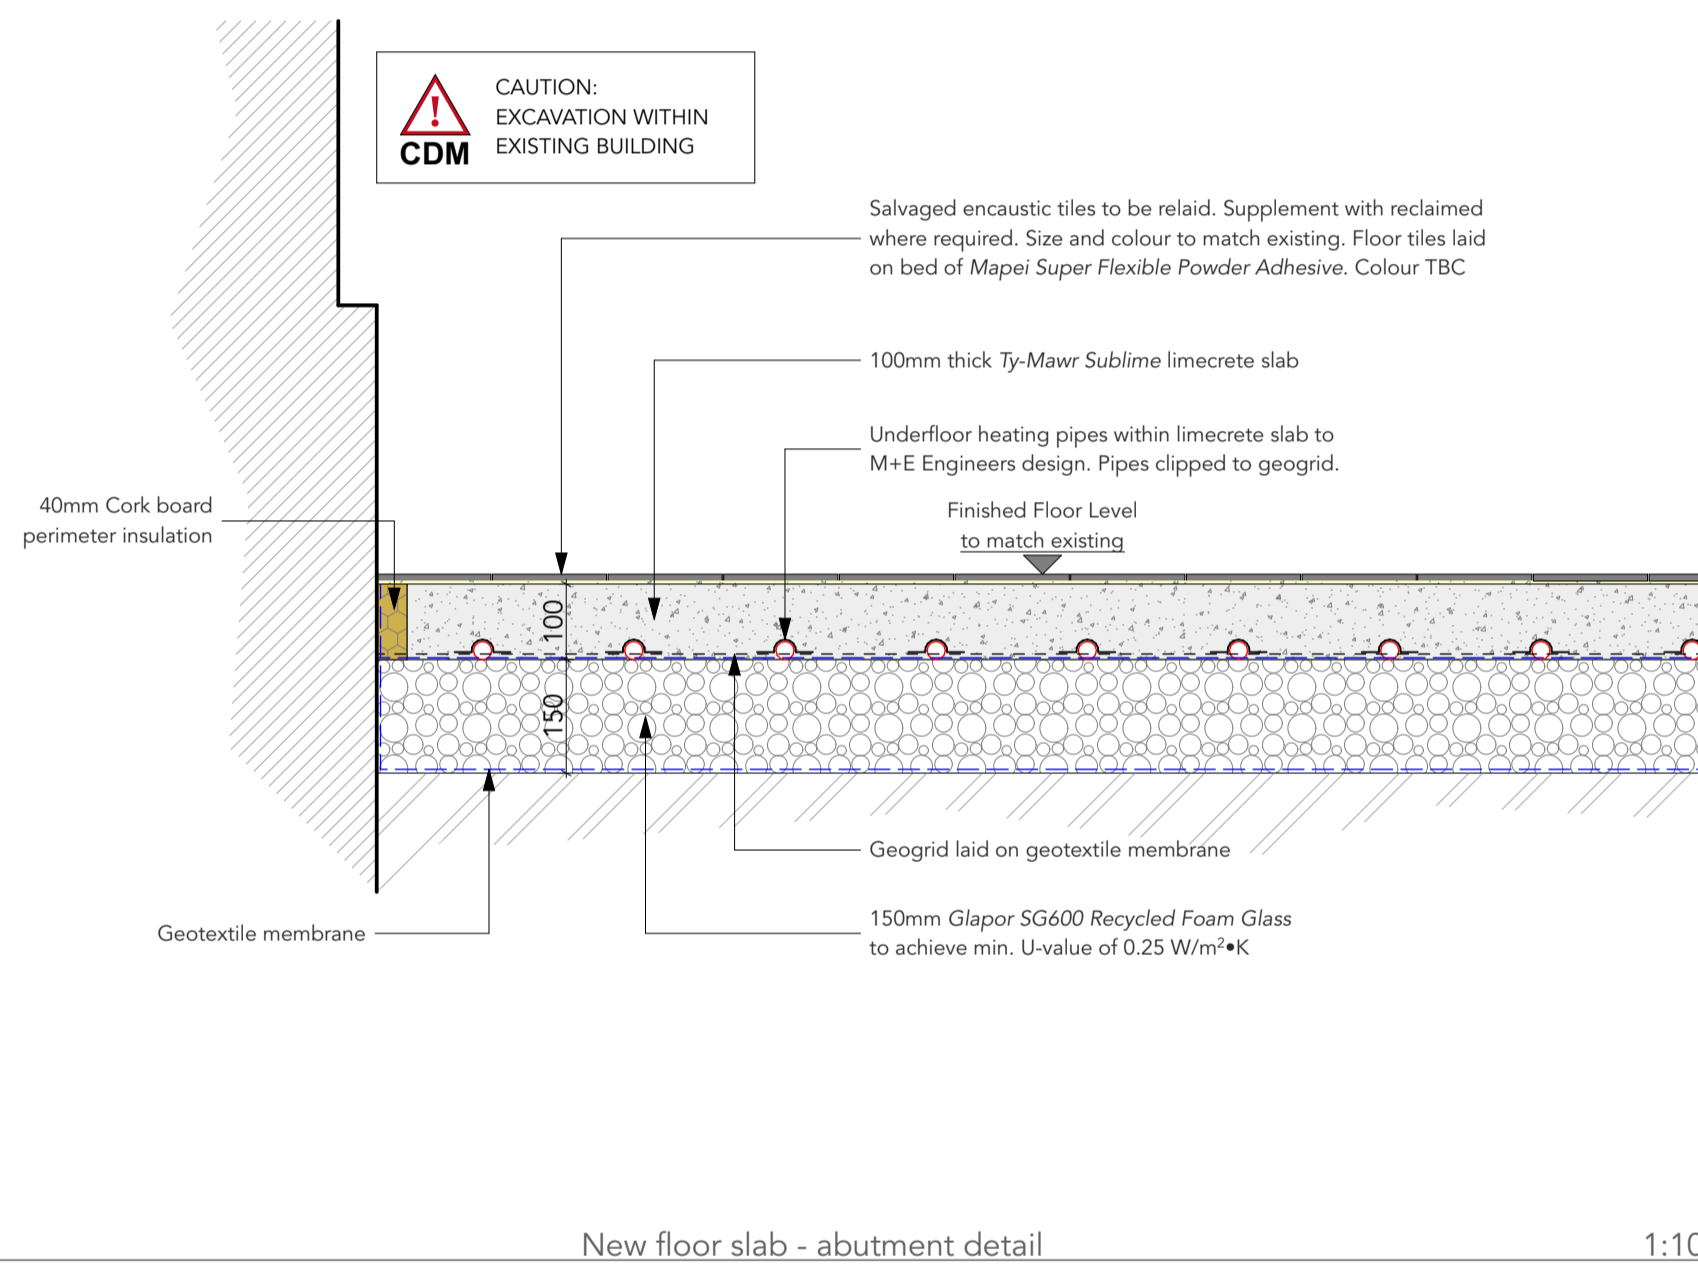 CAUTION:
EXCAVATION WITHIN
EXISTING BUILDING
!
CDM
Salvaged encaustic tiles to be relaid. Supplement with reclaimed
where required. Size and colour to match existing. Floor tiles laid
on bed of Mapei Super Flexible Powder Adhesive. Colour TBC
100mm thick Ty-Mawr Sublime limecrete slab
Underfloor heating pipes within limecrete slab to
M+E Engineers design. Pipes clipped to geogrid.
40mm Cork board
perimeter insulation
Finished Floor Level
to match existing
100
150
Geogrid laid on geotextile membrane
150mm Glapor SG600 Recycled Foam Glass
to achieve min. U-value of 0.25 W/m²•K
Geotextile membrane
New floor slab - abutment detail
1:10